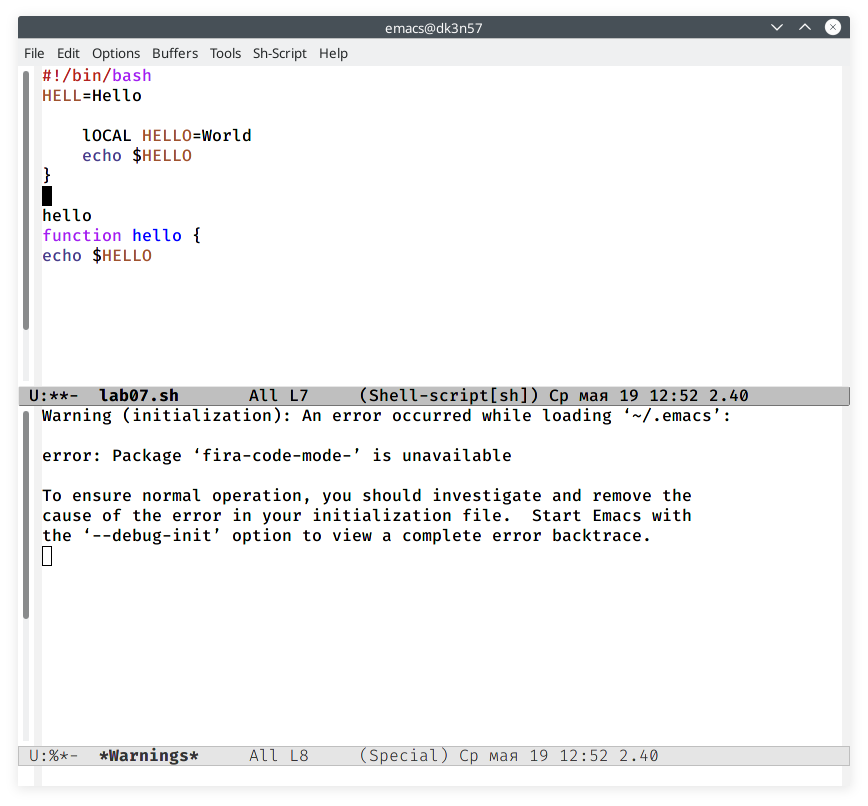 emacs@dk3n57
File Edit Options Buffers Tools Sh-Script Help
#!/bin/bash
HELL=Hello
lOCAL HELLO=World
echo $HELLO
}
hello
function hello {
echo $HELLO
U:**- lab07.sh All L7 (Shell-script[sh]) Ср мая 19 12:52 2.40
Warning (initialization): An error occurred while loading ‘~/.emacs’:
error: Package ‘fira-code-mode-’ is unavailable
To ensure normal operation, you should investigate and remove the
cause of the error in your initialization file. Start Emacs with
the ‘--debug-init’ option to view a complete error backtrace.
U:%*- *Warnings* All L8 (Special) Ср мая 19 12:52 2.40